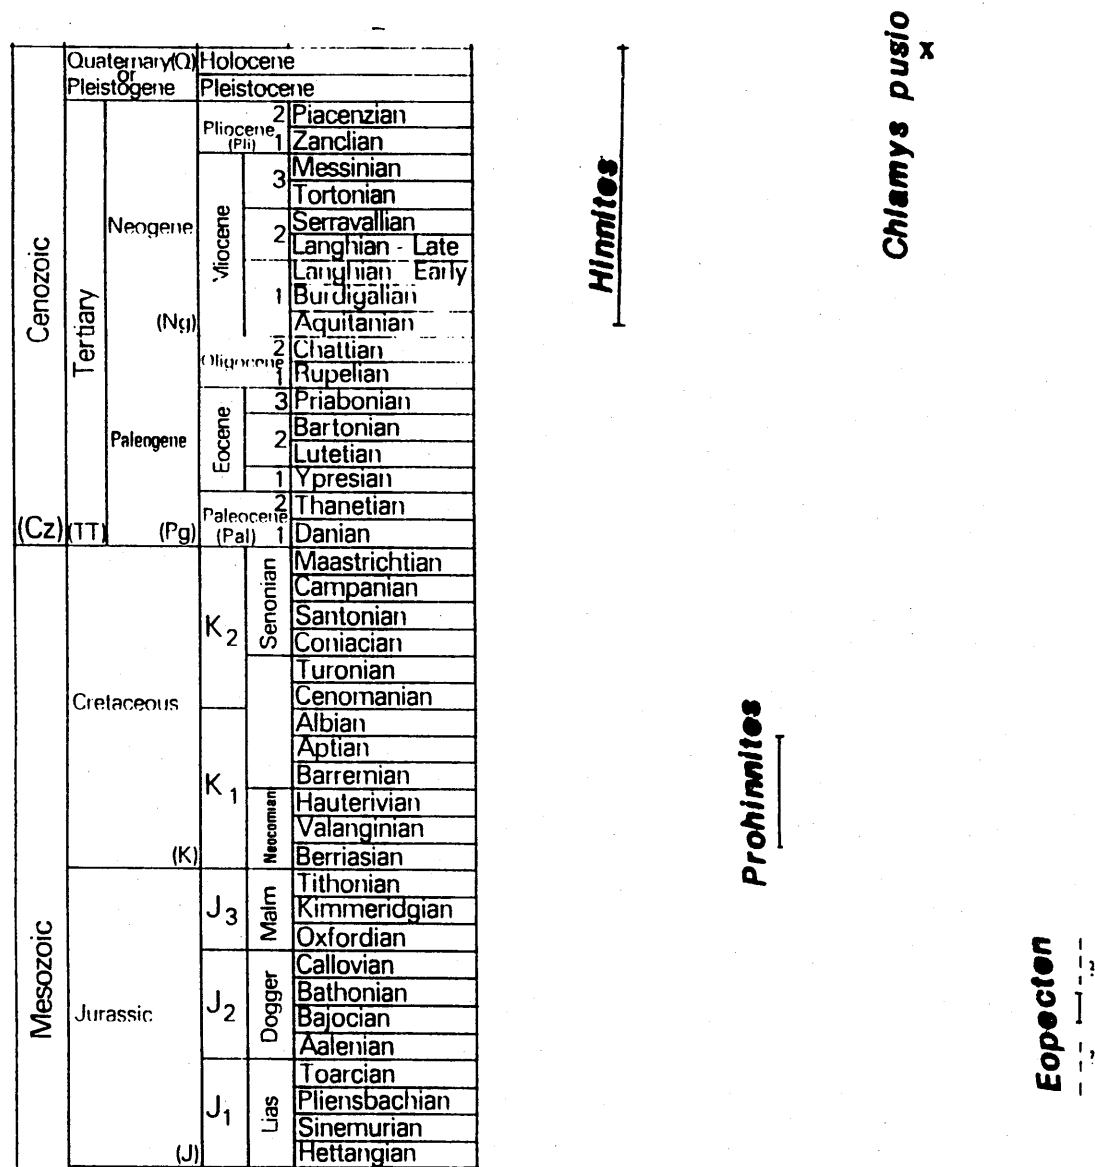 Cenozoic
(Cz)
Quaternary(Q)
or
Pleistogene
Holocene
Pleistocene
Tertiary
(TT)
Neogene
(Ng)
Pliocene
(Pli)
2 Piacenzian
1 Zanclian
Miocene
3
Messinian
Tortonian
2
Serravallian
Langhian - Late
1
Langhian Early
Burdigalian
Aquitanian
Paleogene
(Pg)
Oligocene
2 Chattian
1 Rupelian
Eocene
3 Priabonian
2
Bartonian
Lutetian
1 Ypresian
Paleocene
(Pal)
2 Thanetian
1 Danian
Mesozoic
Cretaceous
(K)
K2
Senonian
Maastrichtian
Campanian
Santonian
Coniacian
Turonian
Cenomanian
K1
Albian
Aptian
Barremian
Neocomian
Hauterivian
Valanginian
Berriasian
Jurassic
(J)
J3
Malm
Tithonian
Kimmeridgian
Oxfordian
J2
Dogger
Callovian
Bathonian
Bajocian
Aalenian
J1
Lias
Toarcian
Pliensbachian
Sinemurian
Hettangian
Hinnites
Prohinnites
Chlamys pusio
x
Eopecten
?
?